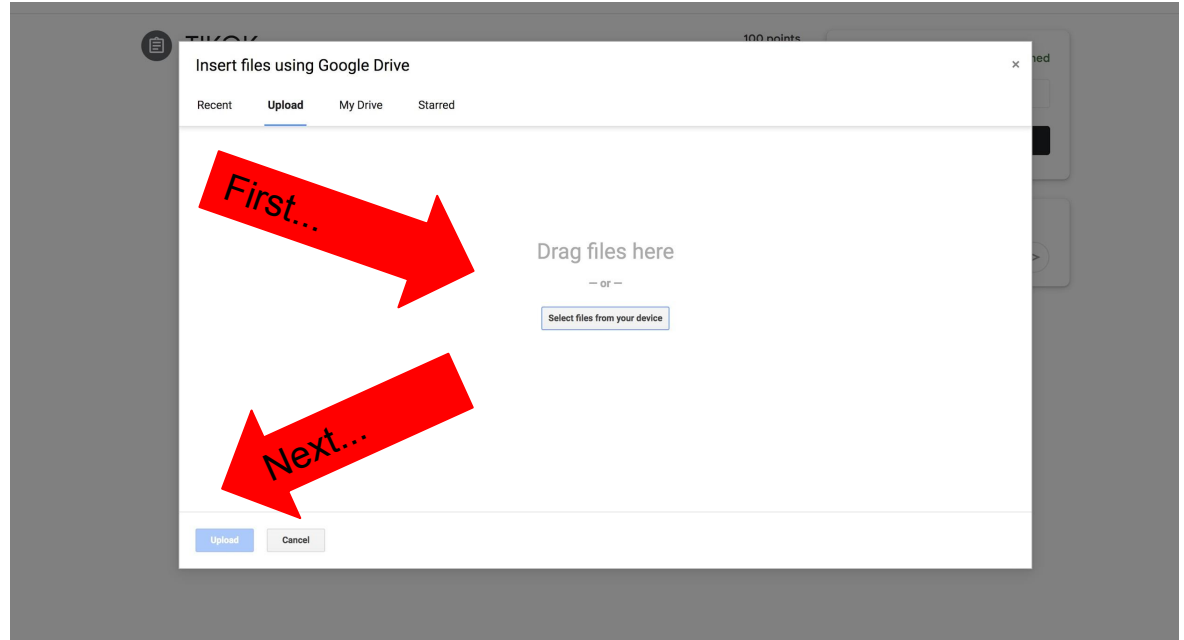 100 points
Insert files using Google Drive
×
Recent Upload My Drive Starred
First...
Drag files here
— or —
Select files from your device
Next...
Upload Cancel